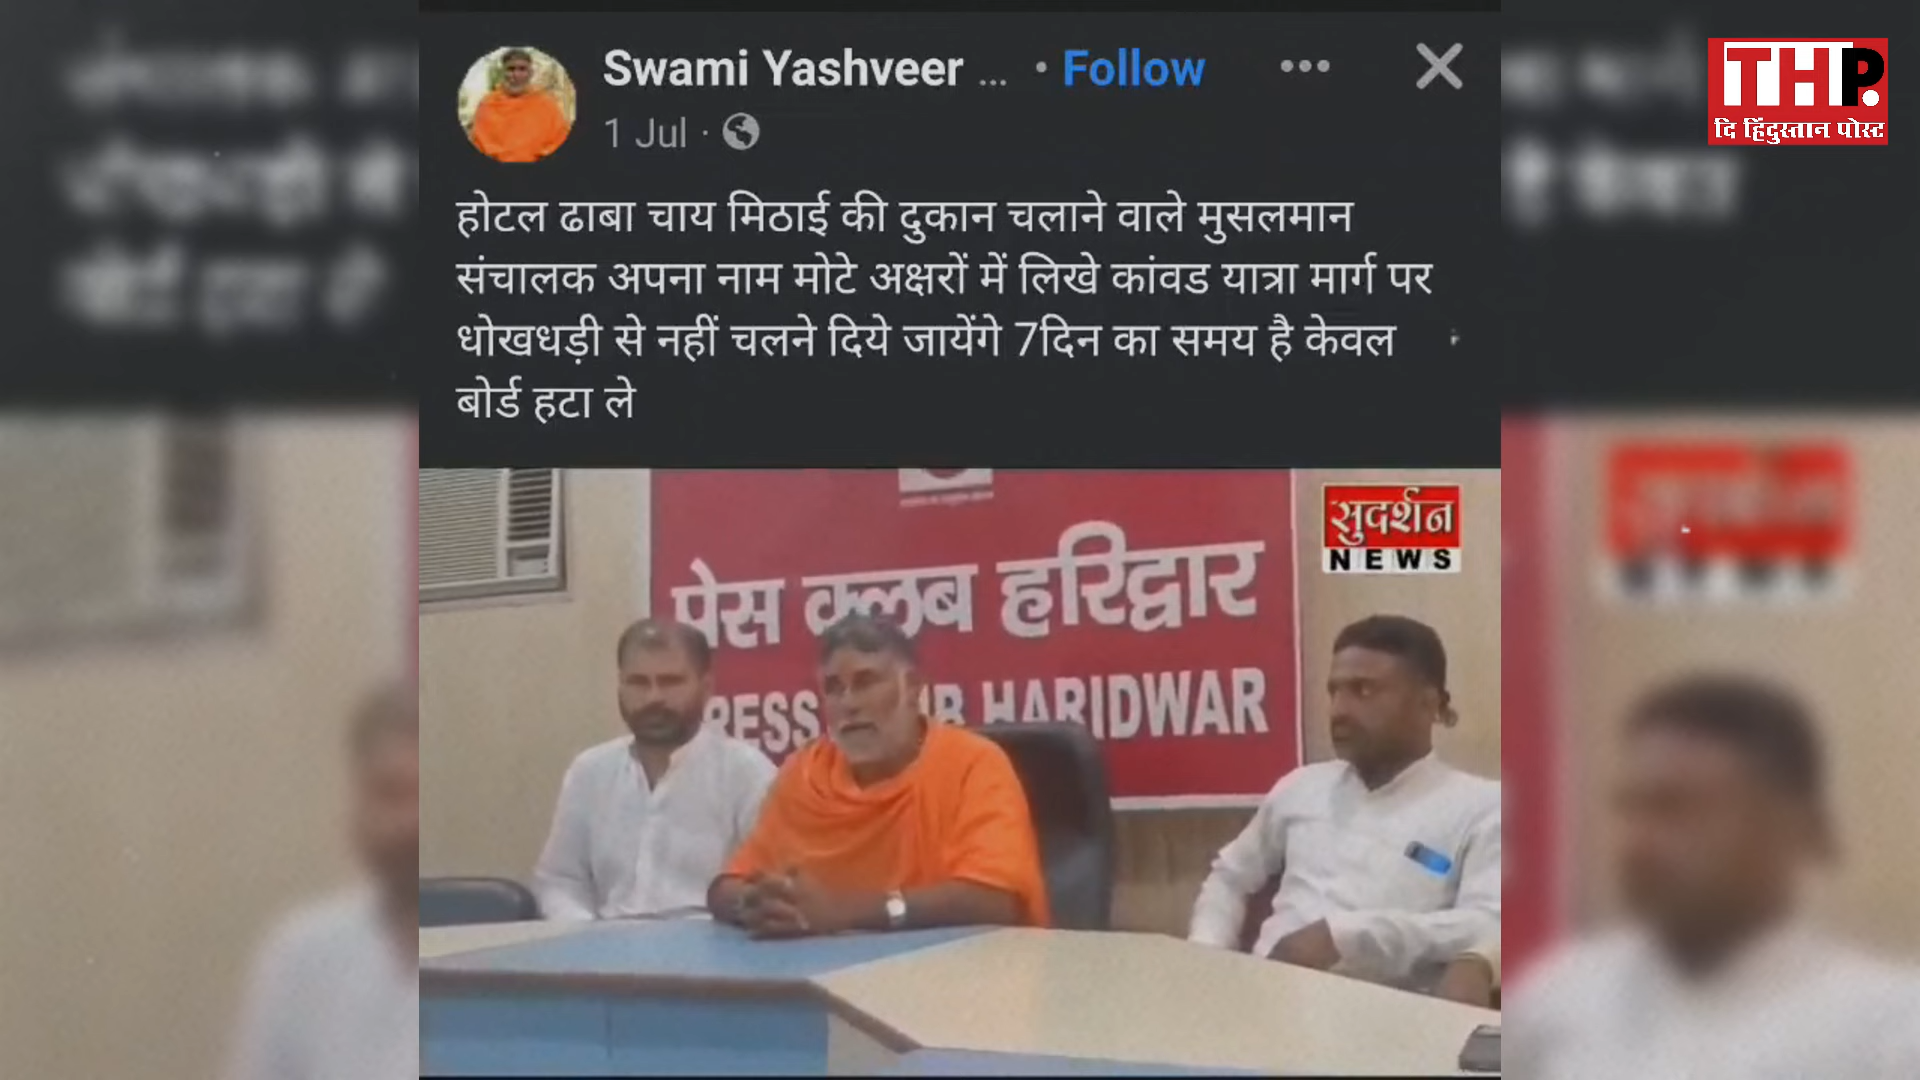 Swami Yashveer ... • Follow
1 Jul ·
THP.
दि हिंदुस्तान पोस्ट
होटल ढाबा चाय मिठाई की दुकान चलाने वाले मुसलमान
संचालक अपना नाम मोटे अक्षरों में लिखे कांवड यात्रा मार्ग पर
धोखधड़ी से नहीं चलने दिये जायेंगे 7दिन का समय है केवल
बोर्ड हटा ले
सुदर्शन
NEWS
प्रेस क्लब हरिद्वार
HARIDWAR